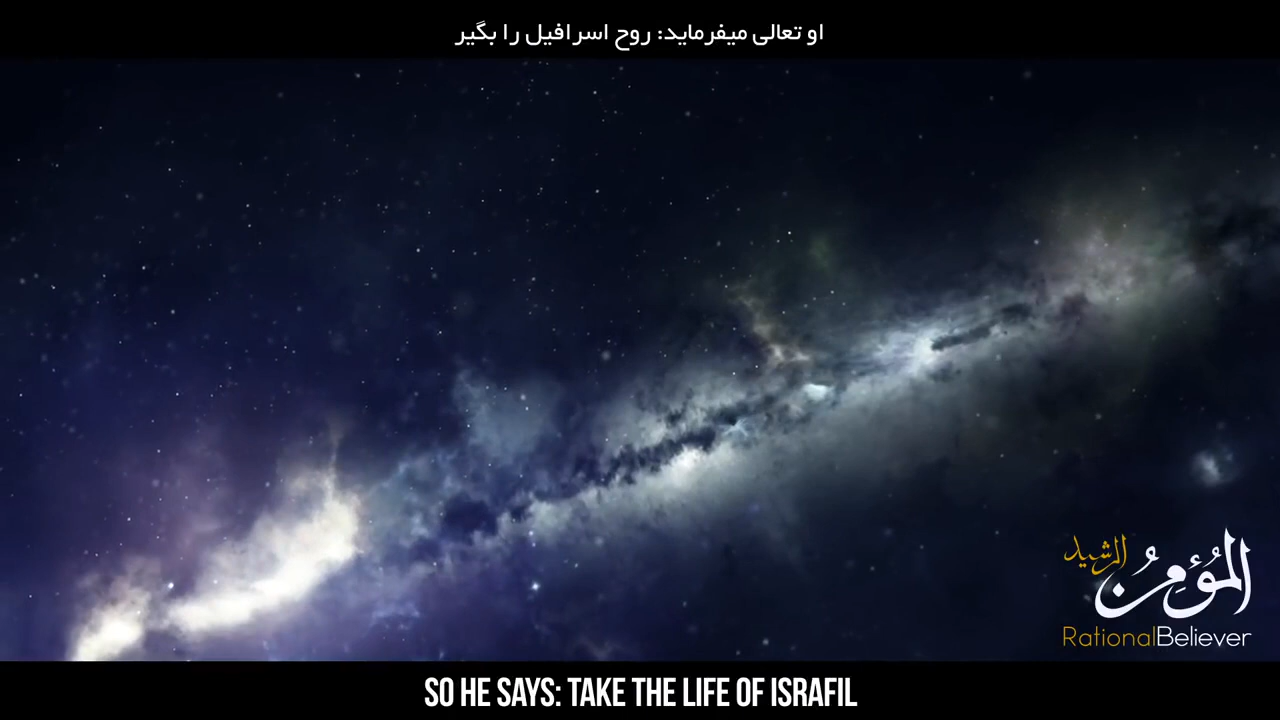 او تعالی میفرماید: روح اسرافیل را بگیر
المؤمن الرشيد
RationalBeliever
SO HE SAYS: TAKE THE LIFE OF ISRAFIL